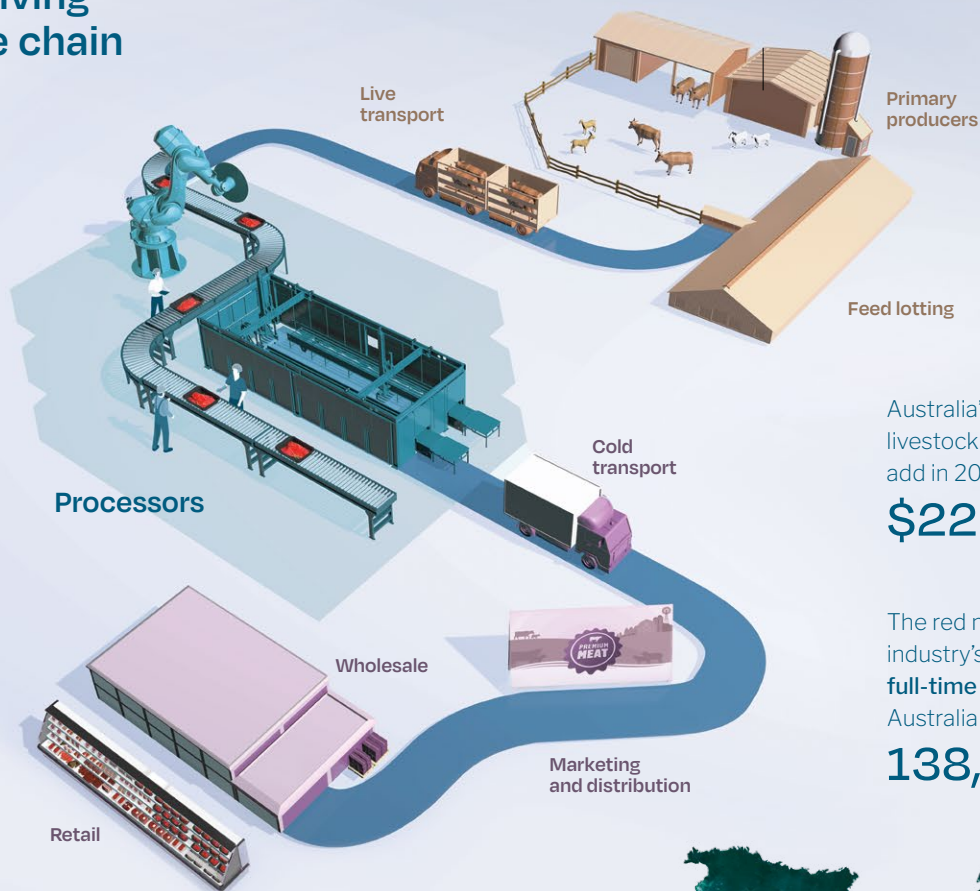 e chain
Live
transport
Primary
producers
Feed lotting
Cold
transport
Processors
PREMIUM
MEAT
Wholesale
Marketing
and distribution
Retail
Australia’
livestock
add in 20
$22
The red
industry’s
full-time
Australia
138,